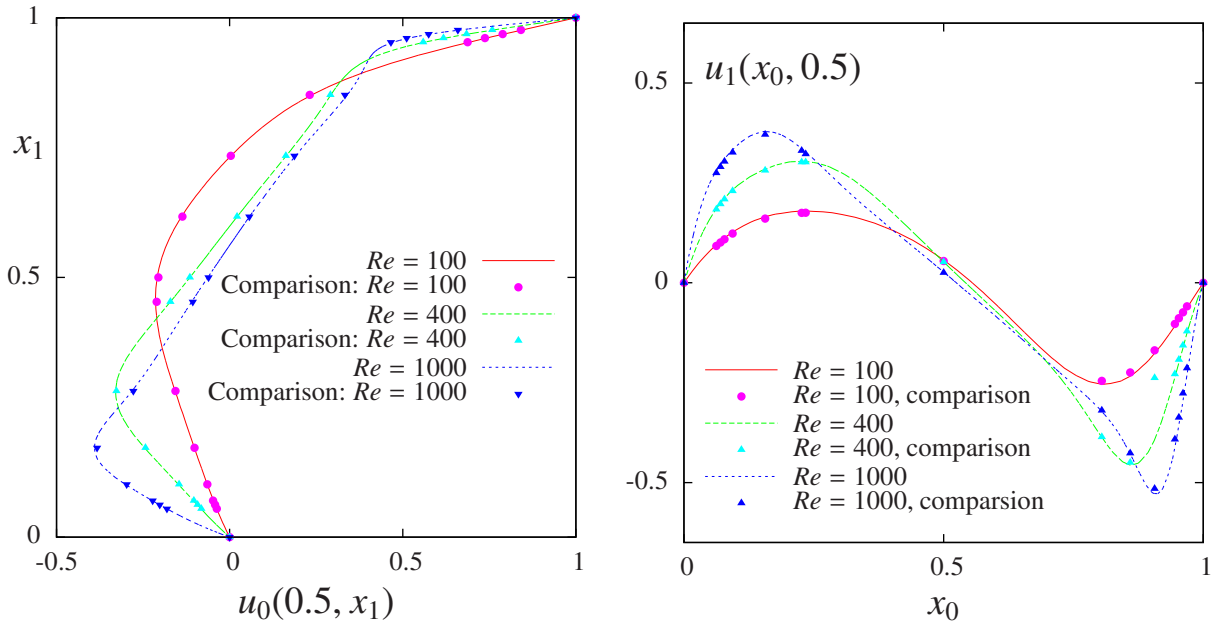 1
x1
0.5
0
-0.5
0
0.5
1
u0(0.5, x1)
Re = 100
Comparison: Re = 100
Re = 400
Comparison: Re = 400
Re = 1000
Comparison: Re = 1000
u1(x0, 0.5)
0.5
0
-0.5
0
0.5
1
x0
Re = 100
Re = 100, comparison
Re = 400
Re = 400, comparison
Re = 1000
Re = 1000, comparsion